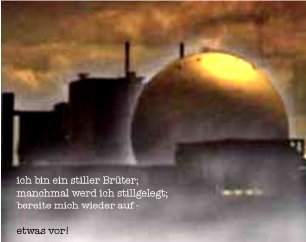 ich bin ein stiller Brüter;
manchmal werd ich stillgelegt;
bereite mich wieder auf -
etwas vor!